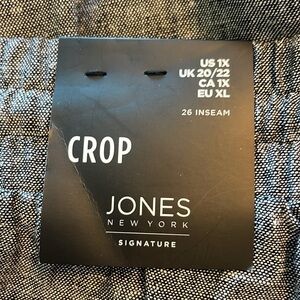 US 1X
UK 20/22
CA 1X
EU XL
26 INSEAM
CROP
JONES
NEW YORK
SIGNATURE